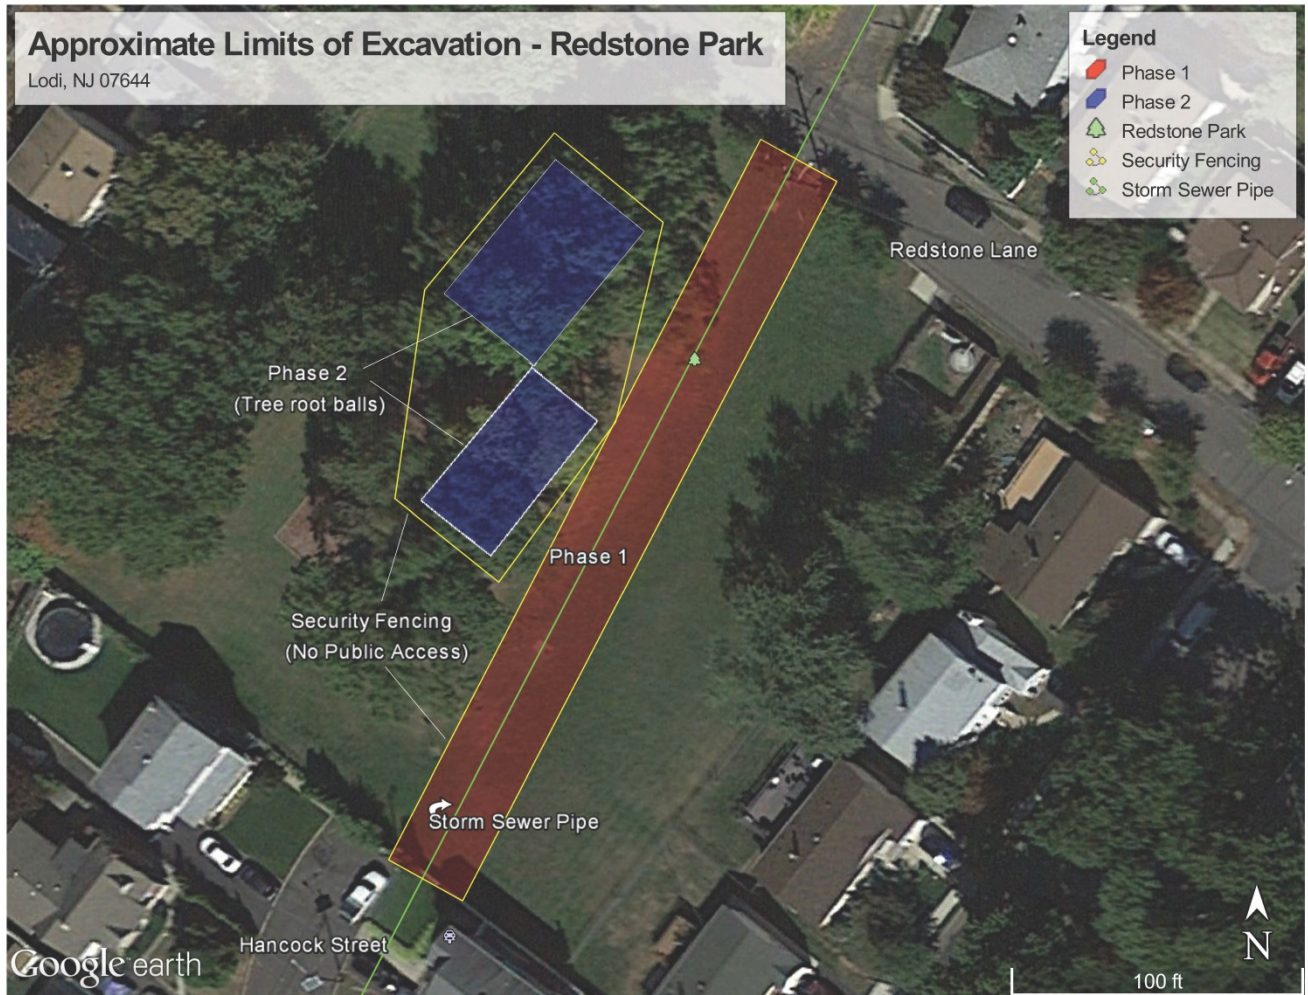 Approximate Limits of Excavation - Redstone Park
Lodi, NJ 07644
Legend
Phase 1
Phase 2
Redstone Park
Security Fencing
Storm Sewer Pipe
Redstone Lane
Phase 2
(Tree root balls)
Phase 1
Security Fencing
(No Public Access)
Storm Sewer Pipe
Hancock Street
Google earth
N
100 ft